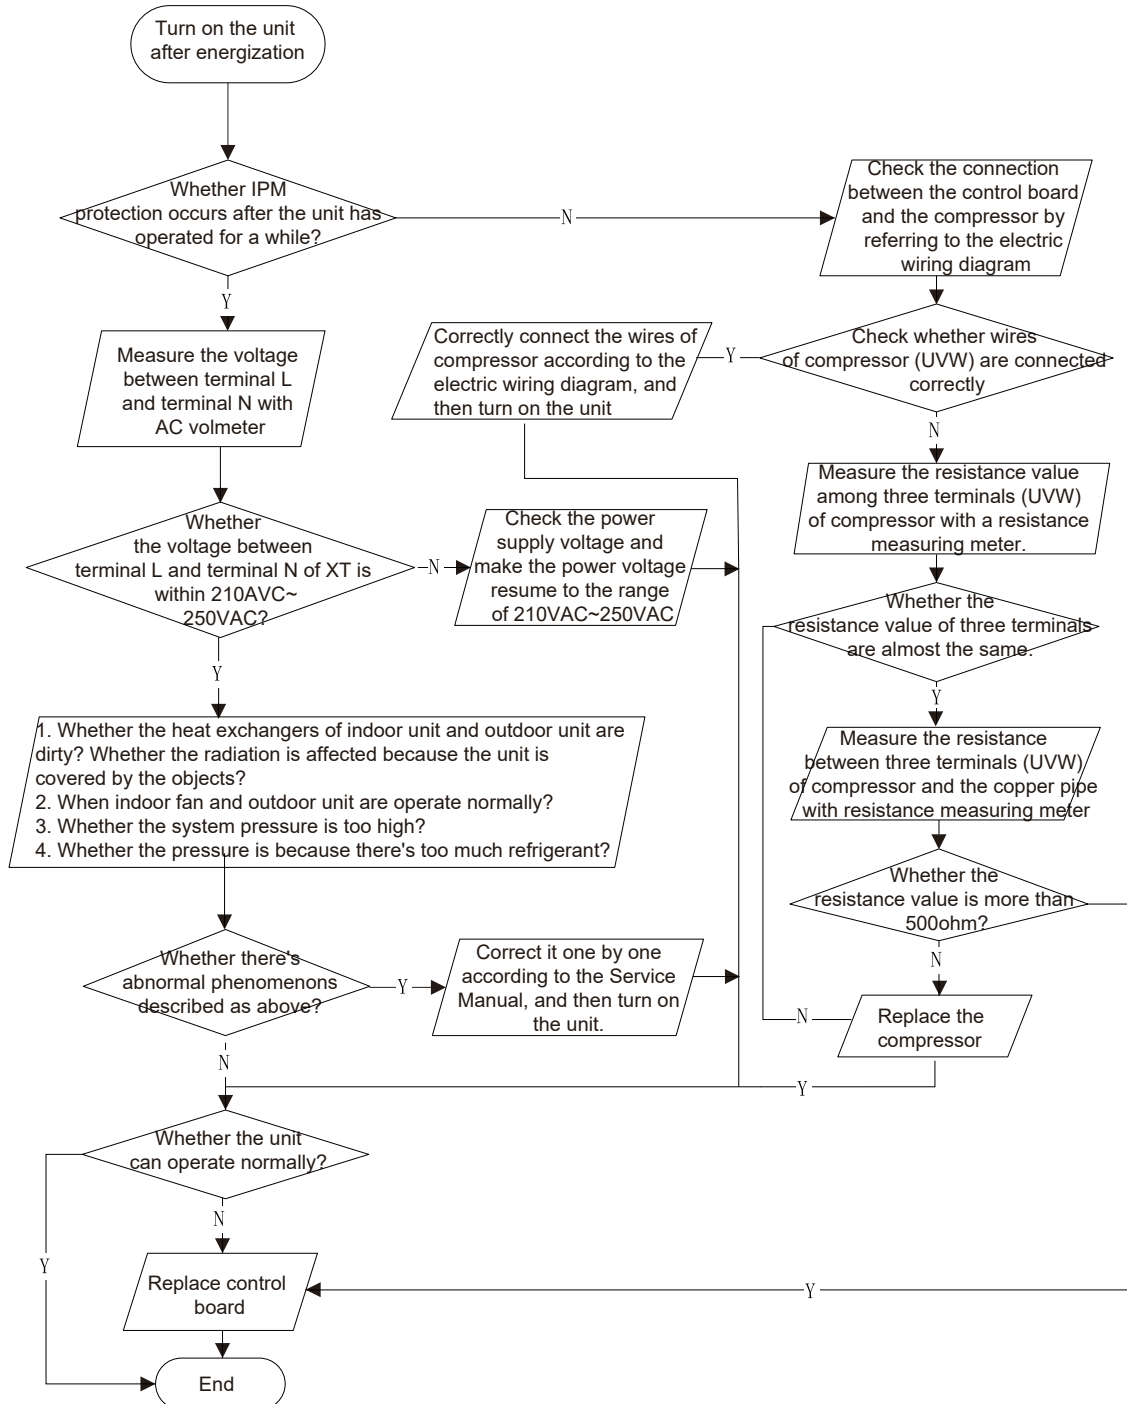 Turn on the unit
after energization
Whether IPM
protection occurs after the unit has
operated for a while?
N
Check the connection
between the control board
and the compressor by
referring to the electric
wiring diagram
Y
Measure the voltage
between terminal L
and terminal N with
AC volmeter
Correctly connect the wires of
compressor according to the
electric wiring diagram, and
then turn on the unit
Y
Check whether wires
of compressor (UVW) are connected
correctly
N
Measure the resistance value
among three terminals (UVW)
of compressor with a resistance
measuring meter.
Whether
the voltage between
terminal L and terminal N of XT is
within 210AVC~
250VAC?
N
Check the power
supply voltage and
make the power voltage
resume to the range
of 210VAC~250VAC
Whether the
resistance value of three terminals
are almost the same.
Y
Y
1. Whether the heat exchangers of indoor unit and outdoor unit are
dirty? Whether the radiation is affected because the unit is
covered by the objects?
2. When indoor fan and outdoor unit are operate normally?
3. Whether the system pressure is too high?
4. Whether the pressure is because there's too much refrigerant?
Measure the resistance
between three terminals (UVW)
of compressor and the copper pipe
with resistance measuring meter
Whether the
resistance value is more than
500ohm?
N
Whether there's
abnormal phenomenons
described as above?
Y
Correct it one by one
according to the Service
Manual, and then turn on
the unit.
N
Replace the
compressor
N
Y
Whether the unit
can operate normally?
N
Y
Replace control
board
Y
End